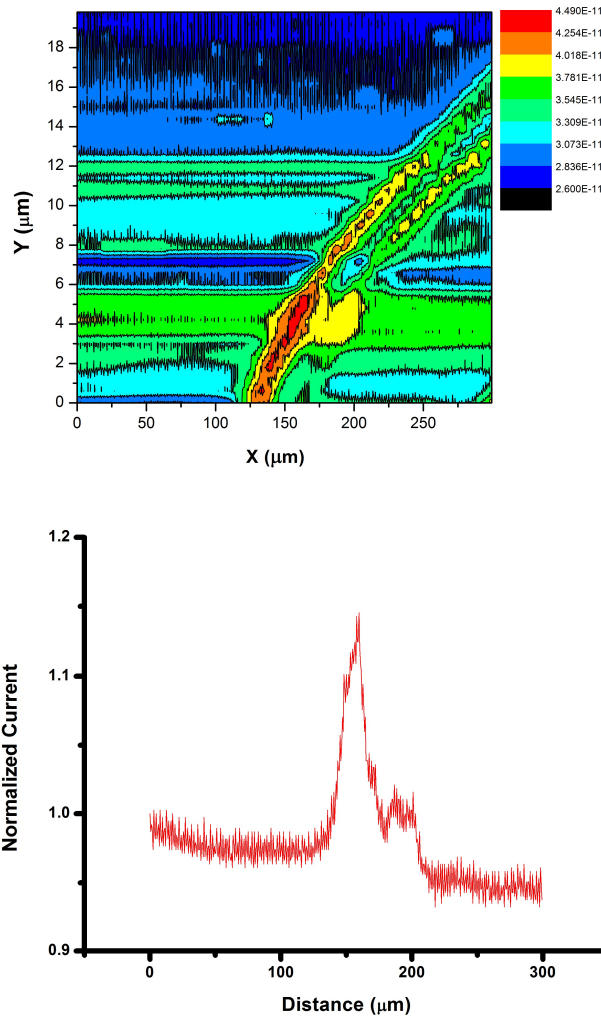 4.490E-11
4.254E-11
4.018E-11
3.781E-11
3.545E-11
3.309E-11
3.073E-11
2.836E-11
2.600E-11
18
16
14
12
10
8
6
4
2
0
Y (μm)
0 50 100 150 200 250
X (μm)
1.2
1.1
1.0
0.9
Normalized Current
0 100 200 300
Distance (μm)